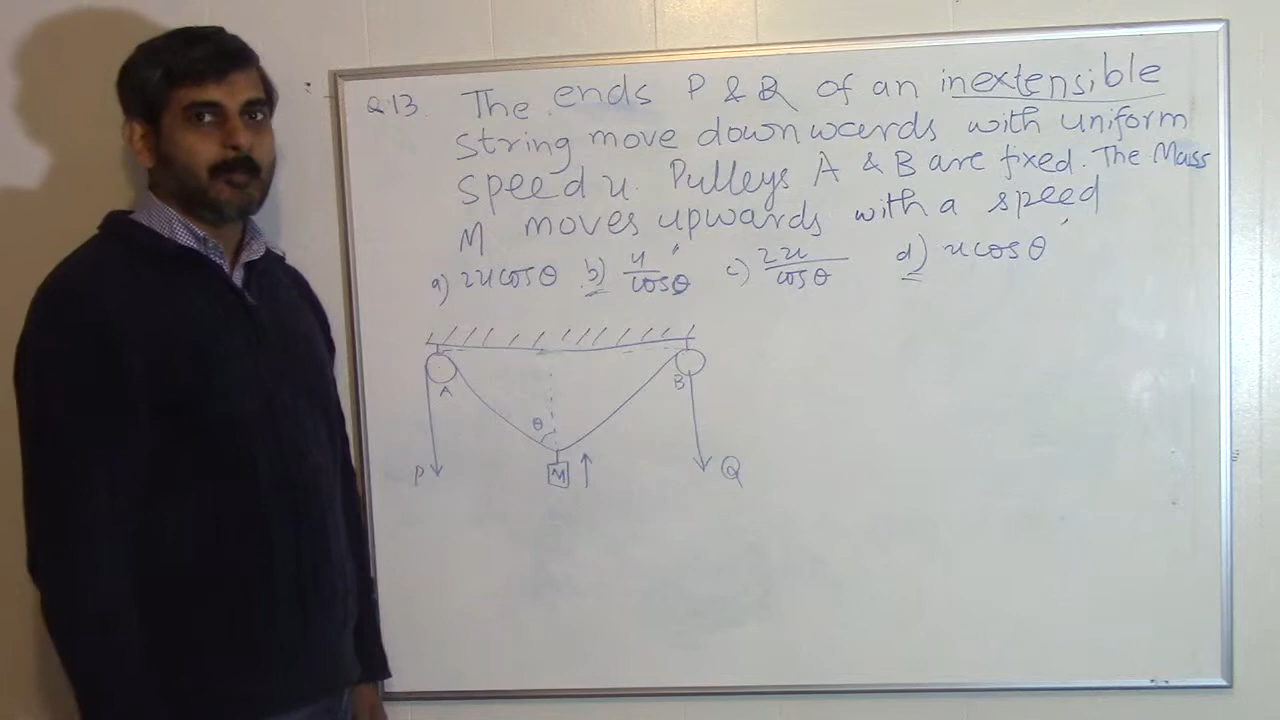 Q.13. The ends P & Q of an inextensible
string move downwards with uniform
speed u. Pulleys A & B are fixed. The Mass
M moves upwards with a speed
a) 2u cos θ b) u/cos θ c) 2u/cos θ d) u cos θ
A B
θ
P M Q